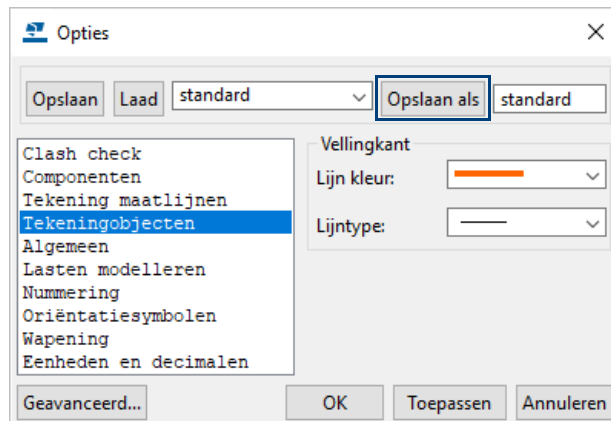 Opties
Opslaan Laad standard Opslaan als standard
Clash check
Componenten
Tekening maatlijnen
Tekeningobjecten
Algemeen
Lasten modelleren
Nummering
Oriëntatiesymbolen
Wapening
Eenheden en decimalen
Vellingkant
Lijn kleur:
Lijntype:
Geavanceerd... OK Toepassen Annuleren